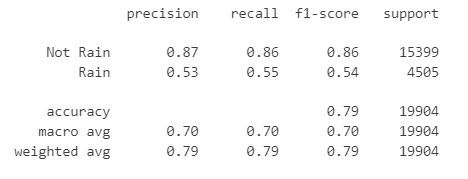 precision recall f1-score support
Not Rain 0.87 0.86 0.86 15399
Rain 0.53 0.55 0.54 4505
accuracy 0.79 19904
macro avg 0.70 0.70 0.70 19904
weighted avg 0.79 0.79 0.79 19904